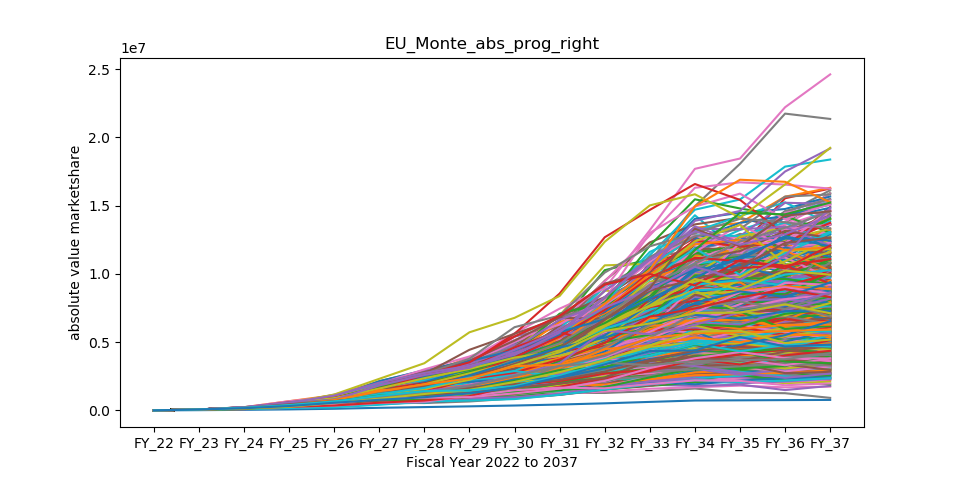 EU_Monte_abs_prog_right
1e7
2.5
2.0
1.5
1.0
0.5
0.0
absolute value marketshare
FY_22 FY_23 FY_24 FY_25 FY_26 FY_27 FY_28 FY_29 FY_30 FY_31 FY_32 FY_33 FY_34 FY_35 FY_36 FY_37
Fiscal Year 2022 to 2037